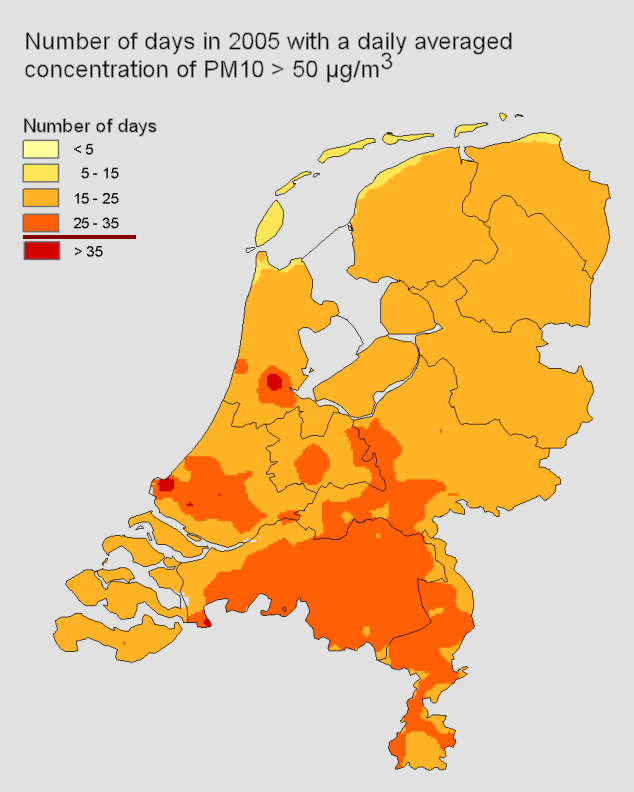 Number of days in 2005 with a daily averaged
concentration of PM10 > 50 µg/m3
Number of days
< 5
5 - 15
15 - 25
25 - 35
> 35